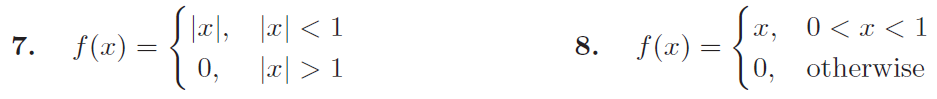 7. f(x) = { |x|, |x| < 1
0, |x| > 1
8. f(x) = { x, 0 < x < 1
0, otherwise